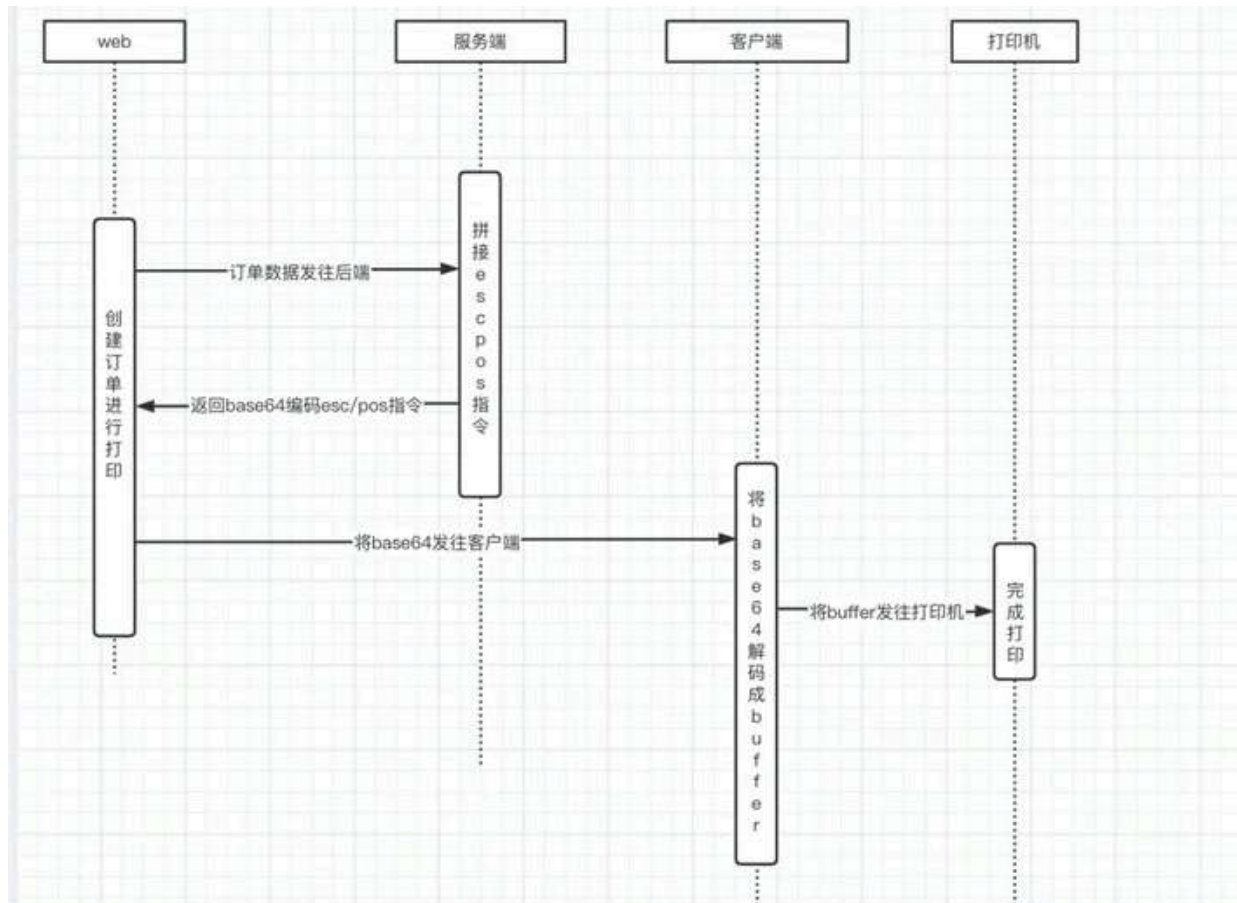 web
服务端
客户端
打印机
拼接escpos指令
订单数据发往后端
创建订单进行打印
返回base64编码esc/pos指令
将base64发往客户端
将base64解码成buffer
将buffer发往打印机
完成打印